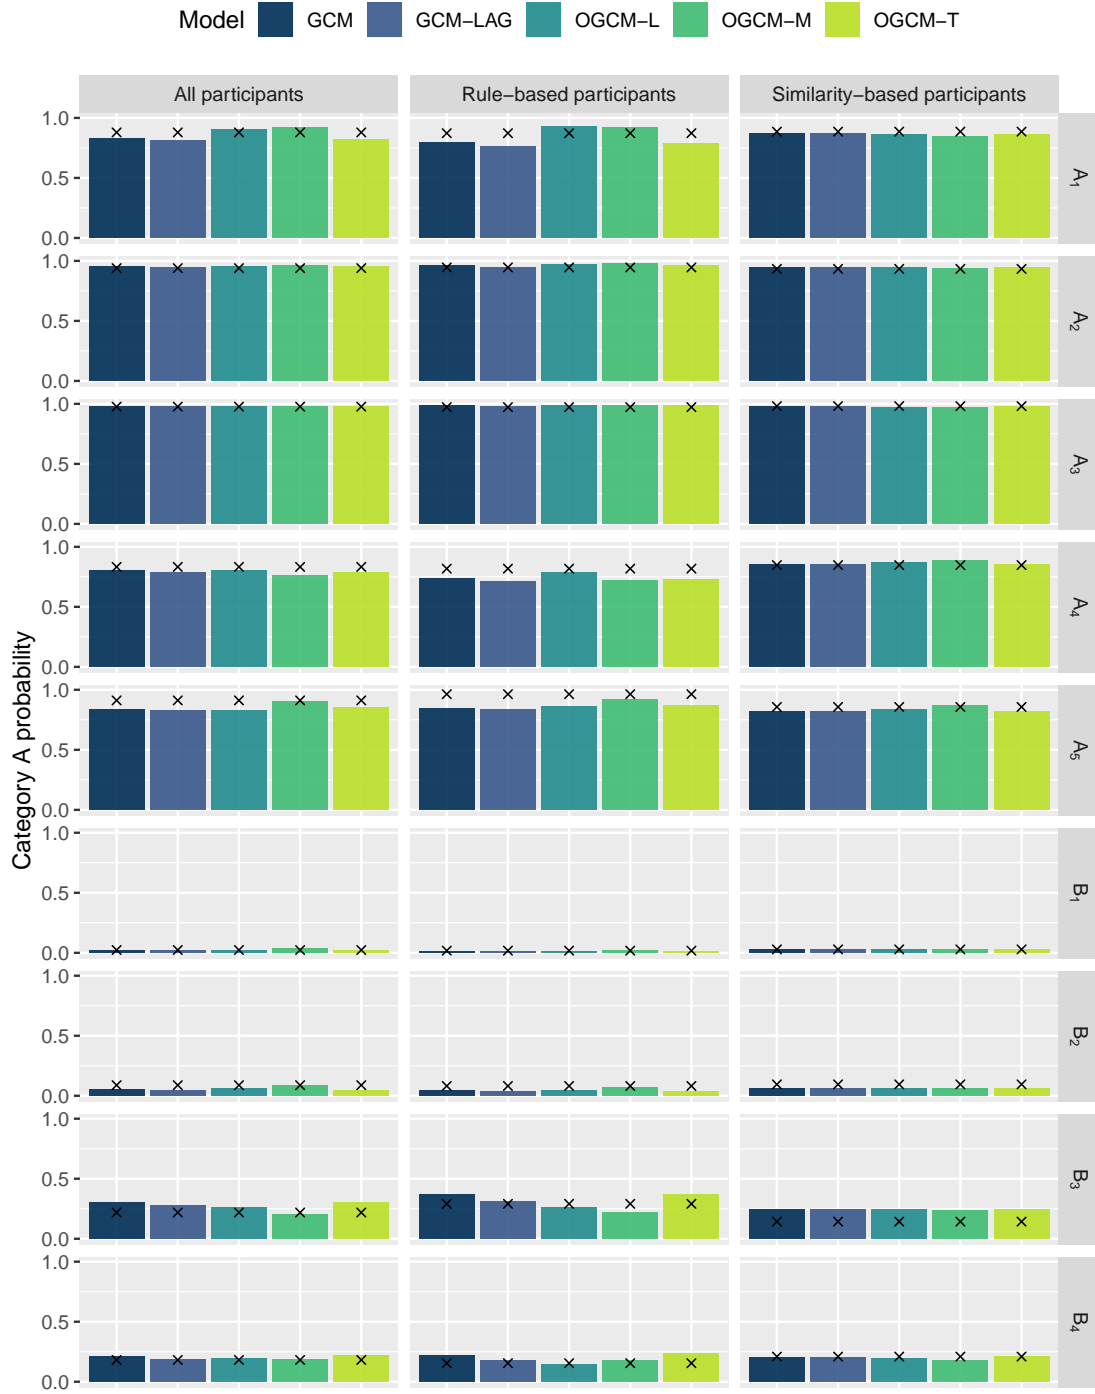 Model GCM GCM−LAG OGCM−L OGCM−M OGCM−T
All participants Rule−based participants Similarity−based participants
Category A probability
1.0
0.5
0.0
A1
1.0
0.5
0.0
A2
1.0
0.5
0.0
A3
1.0
0.5
0.0
A4
1.0
0.5
0.0
A5
1.0
0.5
0.0
B1
1.0
0.5
0.0
B2
1.0
0.5
0.0
B3
1.0
0.5
0.0
B4